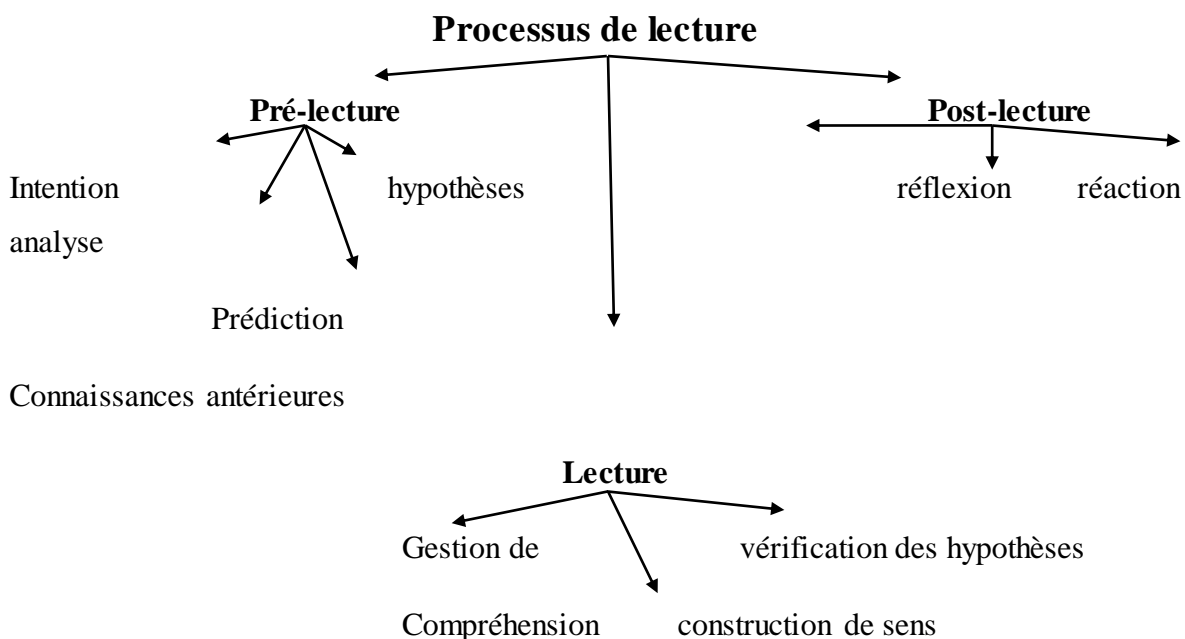 Processus de lecture
Pré-lecture Post-lecture
Intention hypothèses réflexion réaction
analyse
Prédiction
Connaissances antérieures
Lecture
Gestion de vérification des hypothèses
Compréhension construction de sens